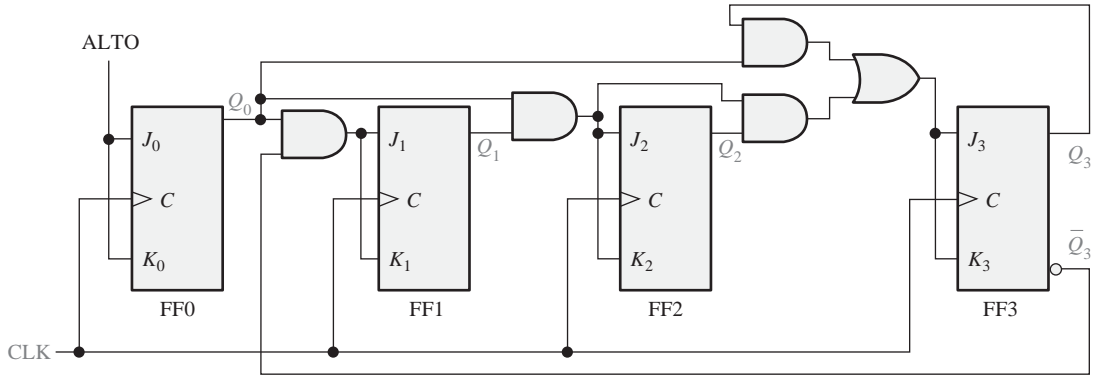 ALTO
Q₀
J₀
C
K₀
FF0
J₁
C
K₁
FF1
Q₁
J₂
C
K₂
FF2
Q₂
J₃
C
K₃
FF3
Q₃
Q̅₃
CLK